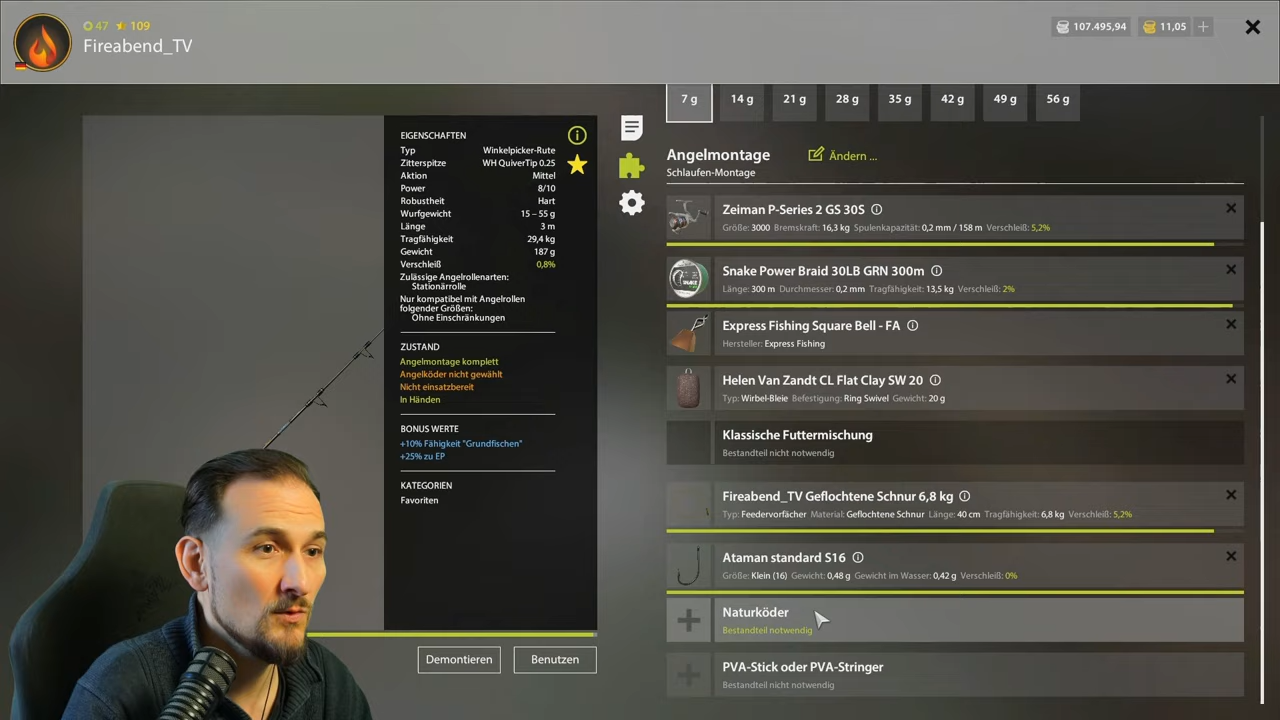 47 109
Fireabend_TV
107.495,94
11,05
EIGENSCHAFTEN
Typ Winkelpicker-Rute
Zitterspitze WH QuiverTip 0.25
Aktion Mittel
Power 8/10
Robustheit Hart
Wurfgewicht 15 – 55 g
Länge 3 m
Tragfähigkeit 29,4 kg
Gewicht 187 g
Verschleiß 0,8%
Zulässige Angelrollenarten:
Stationärrolle
Nur kompatibel mit Angelrollen
folgender Größen:
Ohne Einschränkungen
ZUSTAND
Angelmontage komplett
Angelköder nicht gewählt
Nicht einsatzbereit
In Händen
BONUS WERTE
+10% Fähigkeit "Grundfischen"
+25% zu EP
KATEGORIEN
Favoriten
Demontieren
Benutzen
7 g 14 g 21 g 28 g 35 g 42 g 49 g 56 g
Angelmontage
Ändern ...
Schlaufen-Montage
Zeiman P-Series 2 GS 30S
Größe: 3000 Bremskraft: 16,3 kg Spulenkapazität: 0,2 mm / 158 m Verschleiß: 5,2%
Snake Power Braid 30LB GRN 300m
Länge: 300 m Durchmesser: 0,2 mm Tragfähigkeit: 13,5 kg Verschleiß: 2%
Express Fishing Square Bell - FA
Hersteller: Express Fishing
Helen Van Zandt CL Flat Clay SW 20
Typ: Wirbel-Bleie Befestigung: Ring Swivel Gewicht: 20 g
Klassische Futtermischung
Bestandteil nicht notwendig
Fireabend_TV Geflochtene Schnur 6,8 kg
Typ: Feedervorfächer Material: Geflochtene Schnur Länge: 40 cm Tragfähigkeit: 6,8 kg Verschleiß: 5,2%
Ataman standard S16
Größe: Klein (16) Gewicht: 0,48 g Gewicht im Wasser: 0,42 g Verschleiß: 0%
Naturköder
Bestandteil notwendig
PVA-Stick oder PVA-Stringer
Bestandteil nicht notwendig